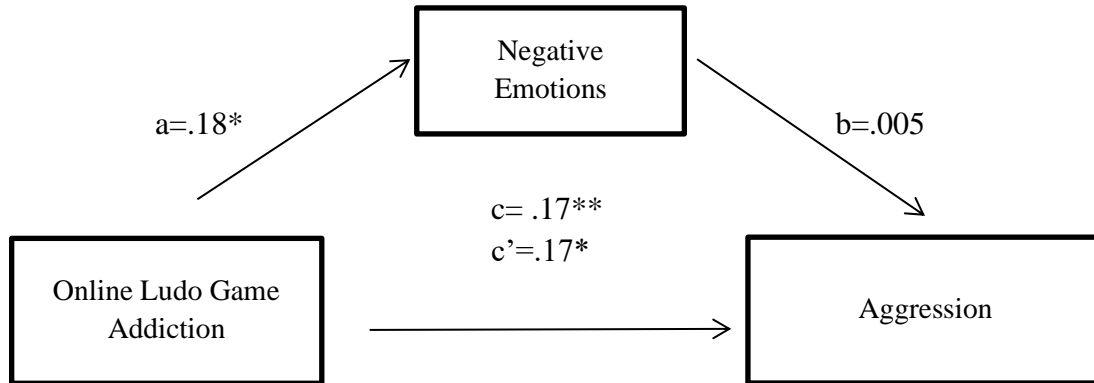 Negative
Emotions
a=.18*
b=.005
c= .17**
c’=.17*
Online Ludo Game
Addiction
Aggression